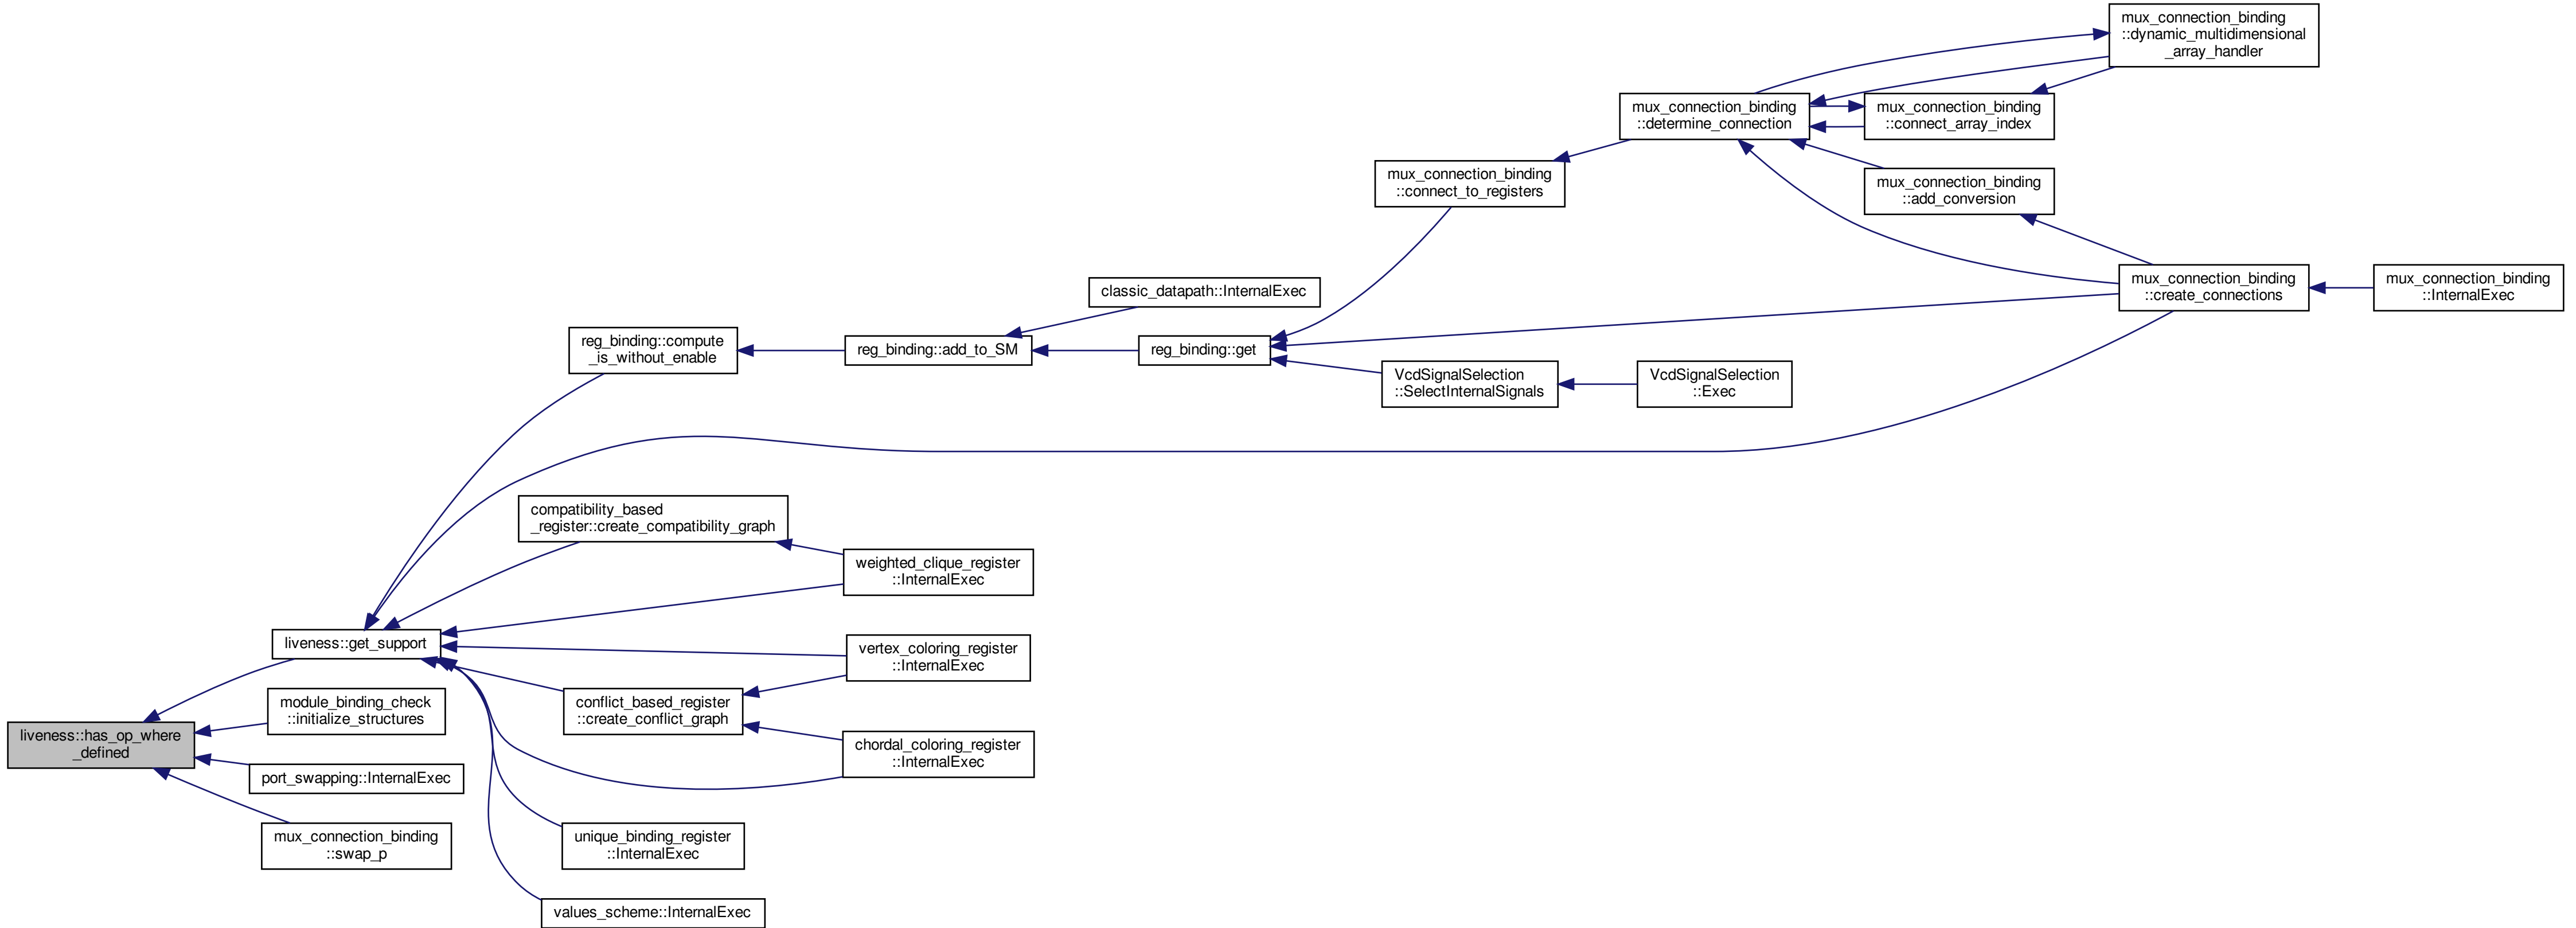 mux_connection_binding
::dynamic_multidimensional
_array_handler
mux_connection_binding
::determine_connection
mux_connection_binding
::connect_array_index
mux_connection_binding
::connect_to_registers
mux_connection_binding
::add_conversion
classic_datapath::InternalExec
mux_connection_binding
::create_connections
mux_connection_binding
::InternalExec
reg_binding::compute
_is_without_enable
reg_binding::add_to_SM
reg_binding::get
VcdSignalSelection
::SelectInternalSignals
VcdSignalSelection
::Exec
compatibility_based
_register::create_compatibility_graph
weighted_clique_register
::InternalExec
liveness::get_support
vertex_coloring_register
::InternalExec
module_binding_check
::initialize_structures
conflict_based_register
::create_conflict_graph
liveness::has_op_where
_defined
chordal_coloring_register
::InternalExec
port_swapping::InternalExec
mux_connection_binding
::swap_p
unique_binding_register
::InternalExec
values_scheme::InternalExec